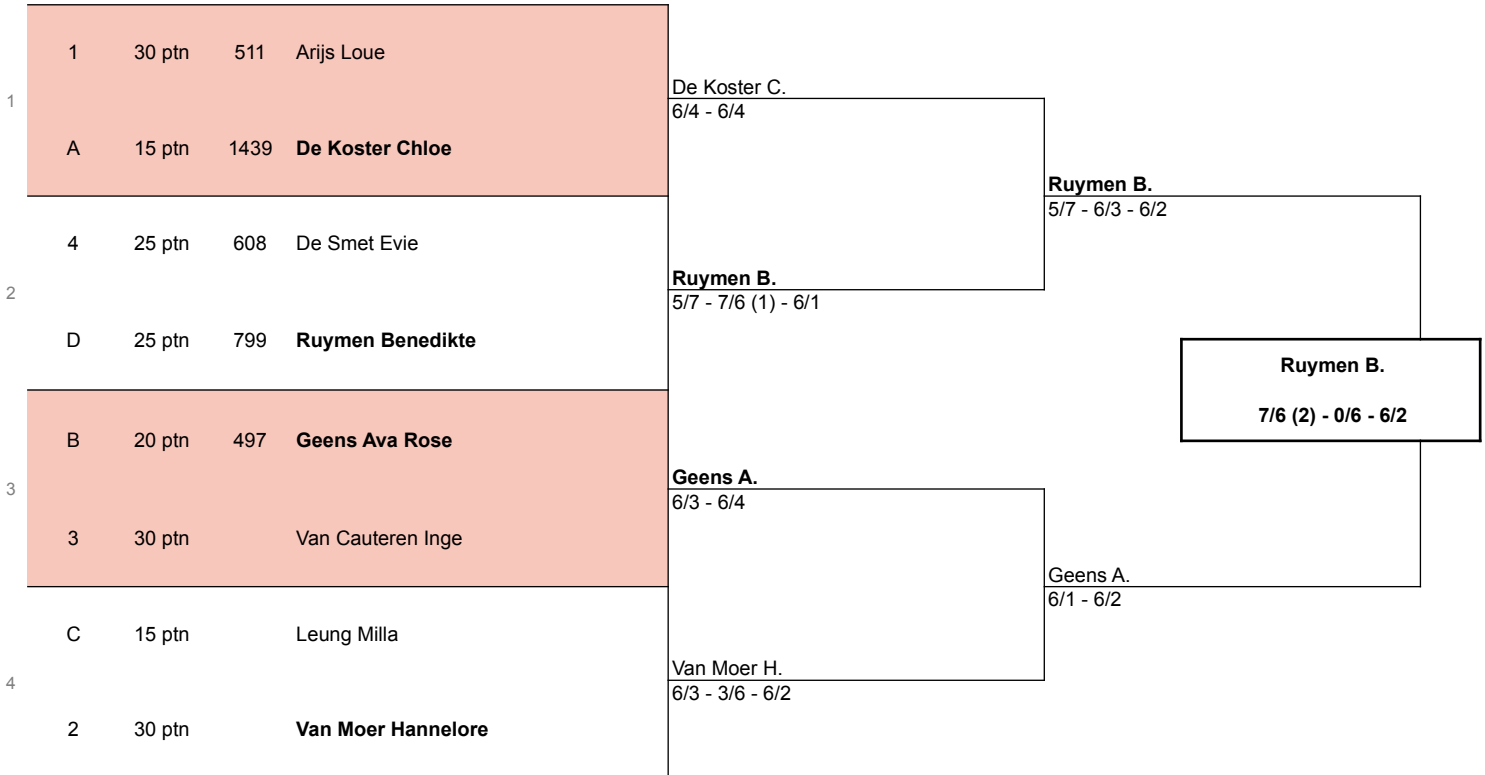 1 30 ptn 511 Arijs Loue
De Koster C.
1
6/4 - 6/4
A 15 ptn 1439 De Koster Chloe
Ruymen B.
5/7 - 6/3 - 6/2
4 25 ptn 608 De Smet Evie
Ruymen B.
2
5/7 - 7/6 (1) - 6/1
D 25 ptn 799 Ruymen Benedikte
Ruymen B.
7/6 (2) - 0/6 - 6/2
B 20 ptn 497 Geens Ava Rose
Geens A.
3
6/3 - 6/4
3 30 ptn Van Cauteren Inge
Geens A.
6/1 - 6/2
C 15 ptn Leung Milla
Van Moer H.
4
6/3 - 3/6 - 6/2
2 30 ptn Van Moer Hannelore